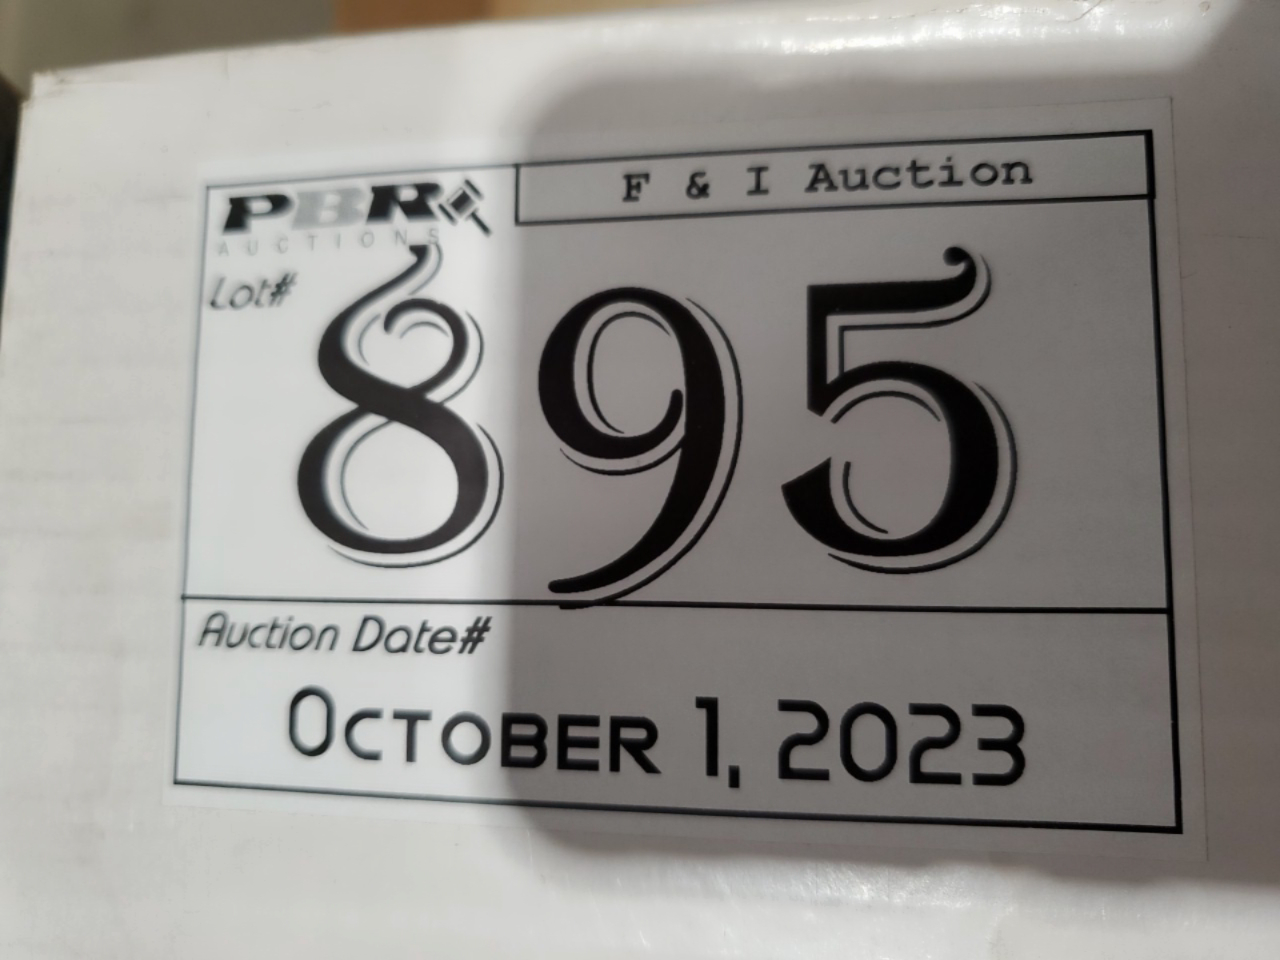 PBR
AUCTIONS
F & I Auction
Lot#
895
Auction Date#
October 1, 2023